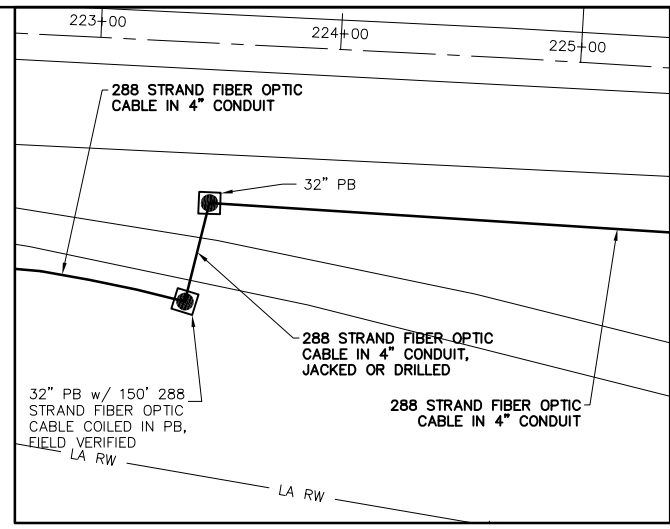 223+00
224+00
225+00
288 STRAND FIBER OPTIC
CABLE IN 4" CONDUIT
32" PB
288 STRAND FIBER OPTIC
CABLE IN 4" CONDUIT,
JACKED OR DRILLED
32" PB w/ 150' 288
STRAND FIBER OPTIC
CABLE COILED IN PB,
FIELD VERIFIED
288 STRAND FIBER OPTIC
CABLE IN 4" CONDUIT
LA RW
LA RW